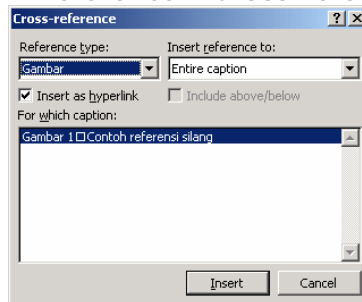 Cross-reference
Reference type: Insert reference to:
Gambar Entire caption
Insert as hyperlink Include above/below
For which caption:
Gambar 1□Contoh referensi silang
Insert Cancel